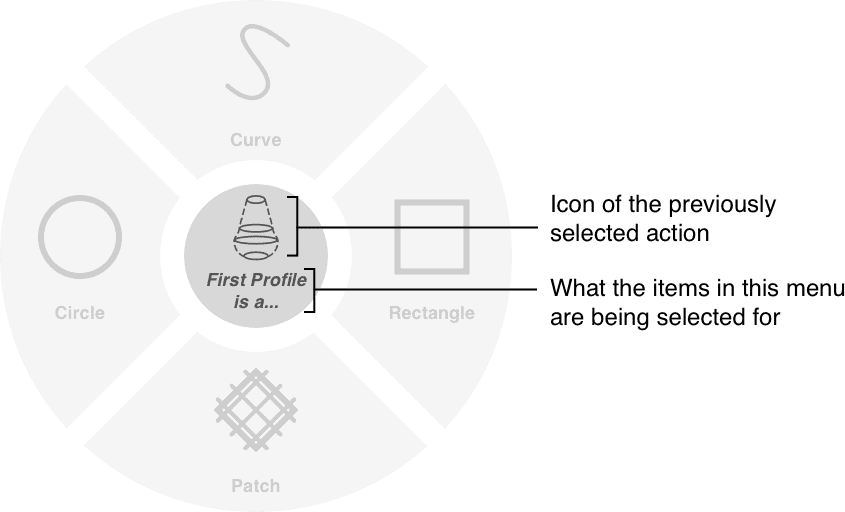 Curve
Icon of the previously
selected action
First Profile
is a...
What the items in this menu
are being selected for
Circle
Rectangle
Patch